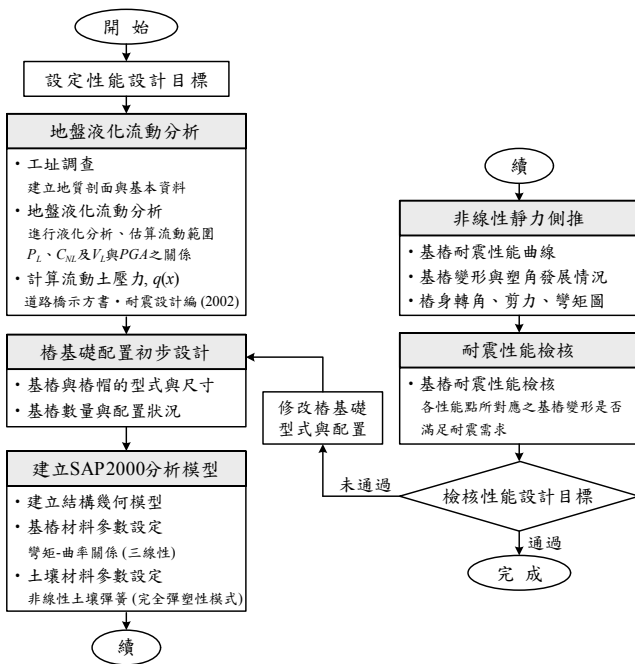 開 始
設定性能設計目標
地盤液化流動分析
・工址調查
建立地質剖面與基本資料
・地盤液化流動分析
進行液化分析、估算流動範圍
P_L、C_NL及V_L與PGA之關係
・計算流動土壓力, q(x)
道路橋示方書・耐震設計編 (2002)
樁基礎配置初步設計
・基樁與樁帽的型式與尺寸
・基樁數量與配置狀況
建立SAP2000分析模型
・建立結構幾何模型
・基樁材料參數設定
彎矩-曲率關係 (三線性)
・土壤材料參數設定
非線性土壤彈簧 (完全彈塑性模式)
續
續
非線性靜力側推
・基樁耐震性能曲線
・基樁變形與塑角發展情況
・樁身轉角、剪力、彎矩圖
耐震性能檢核
・基樁耐震性能檢核
各性能點所對應之基樁變形是否
滿足耐震需求
檢核性能設計目標
未通過
修改樁基礎
型式與配置
通過
完 成